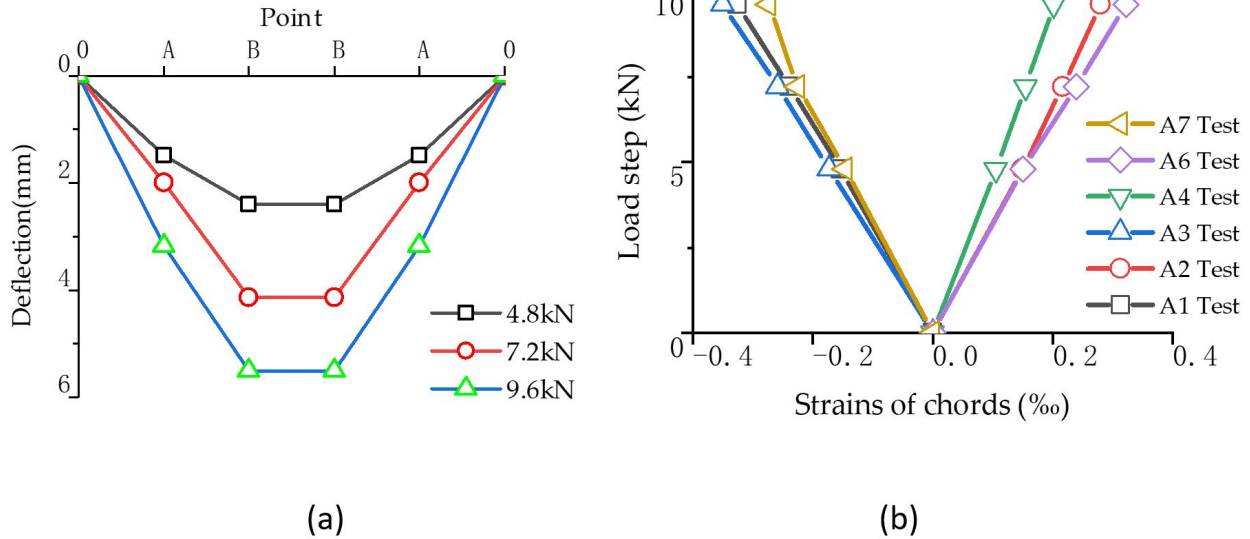 Point
0 A B B A 0
0
2
4
6
Deflection(mm)
4.8kN
7.2kN
9.6kN
(a)
10
5
0
Load step (kN)
-0.4 -0.2 0.0 0.2 0.4
Strains of chords (‰)
A7 Test
A6 Test
A4 Test
A3 Test
A2 Test
A1 Test
(b)